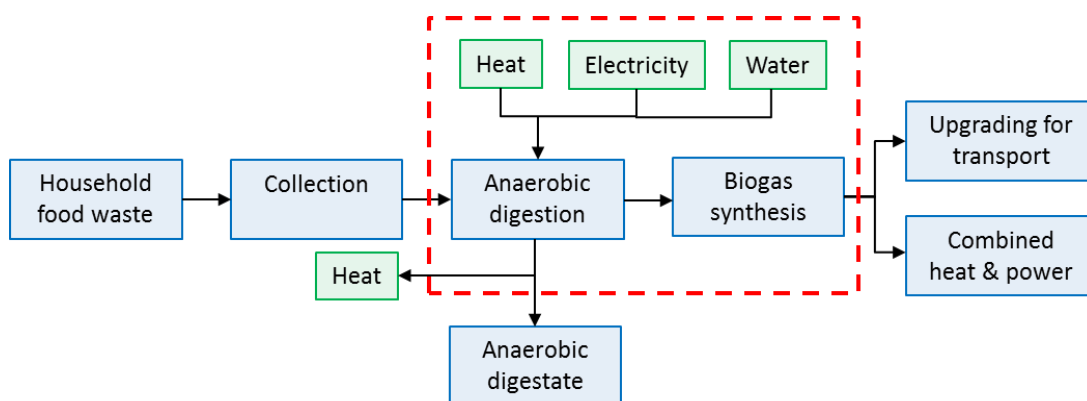 Heat
Electricity
Water
Household
food waste
Collection
Anaerobic
digestion
Biogas
synthesis
Upgrading for
transport
Combined
heat & power
Heat
Anaerobic
digestate